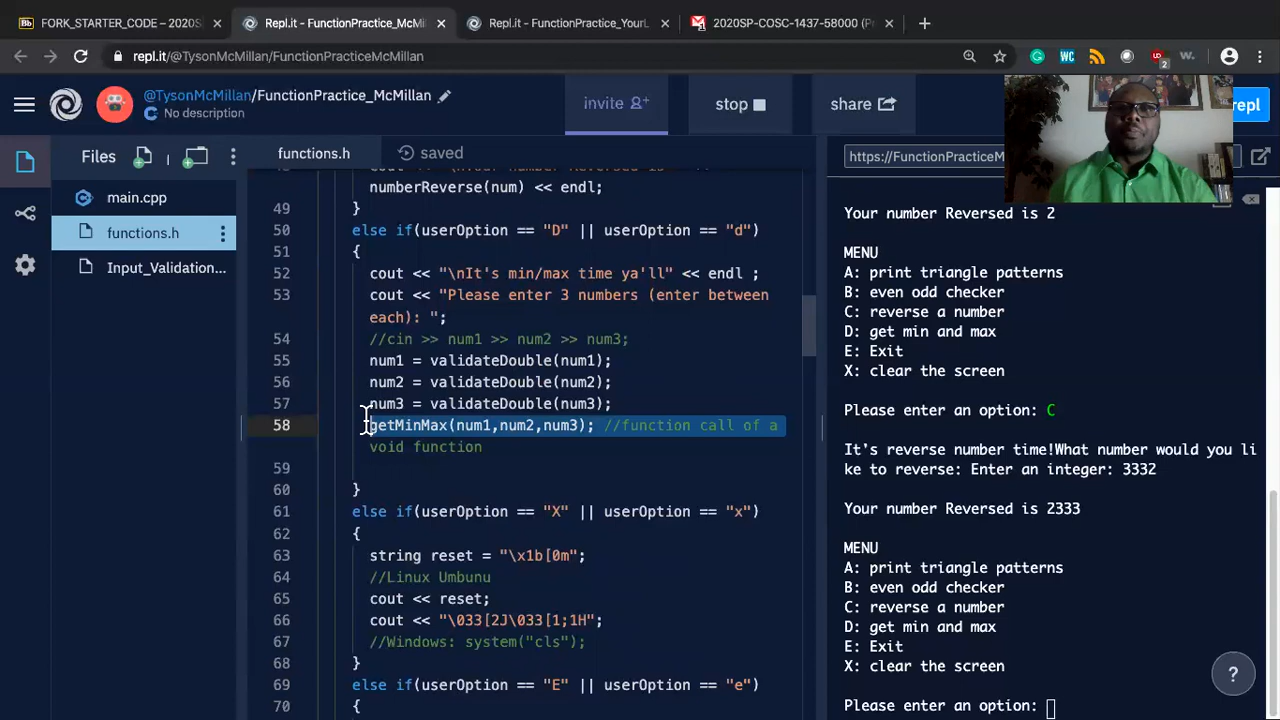 FORK_STARTER_CODE – 2020S
Repl.it - FunctionPractice_McMil
Repl.it - FunctionPractice_YourL
2020SP-COSC-1437-58000 (Pe
repl.it/@TysonMcMillan/FunctionPracticeMcMillan
@TysonMcMillan/FunctionPractice_McMillan
No description
invite
stop
share
repl
Files
functions.h
saved
https://FunctionPracticeM
main.cpp
functions.h
Input_Validation...
numberReverse(num) << endl;
49 }
50 else if(userOption == "D" || userOption == "d")
51 {
52 cout << "\nIt's min/max time ya'll" << endl ;
53 cout << "Please enter 3 numbers (enter between
each): ";
54 //cin >> num1 >> num2 >> num3;
55 num1 = validateDouble(num1);
56 num2 = validateDouble(num2);
57 num3 = validateDouble(num3);
58 getMinMax(num1,num2,num3); //function call of a
void function
59
60 }
61 else if(userOption == "X" || userOption == "x")
62 {
63 string reset = "\x1b[0m";
64 //Linux Umbunu
65 cout << reset;
66 cout << "\033[2J\033[1;1H";
67 //Windows: system("cls");
68 }
69 else if(userOption == "E" || userOption == "e")
70 {
Your number Reversed is 2
MENU
A: print triangle patterns
B: even odd checker
C: reverse a number
D: get min and max
E: Exit
X: clear the screen
Please enter an option: C
It's reverse number time!What number would you li
ke to reverse: Enter an integer: 3332
Your number Reversed is 2333
MENU
A: print triangle patterns
B: even odd checker
C: reverse a number
D: get min and max
E: Exit
X: clear the screen
Please enter an option:
?